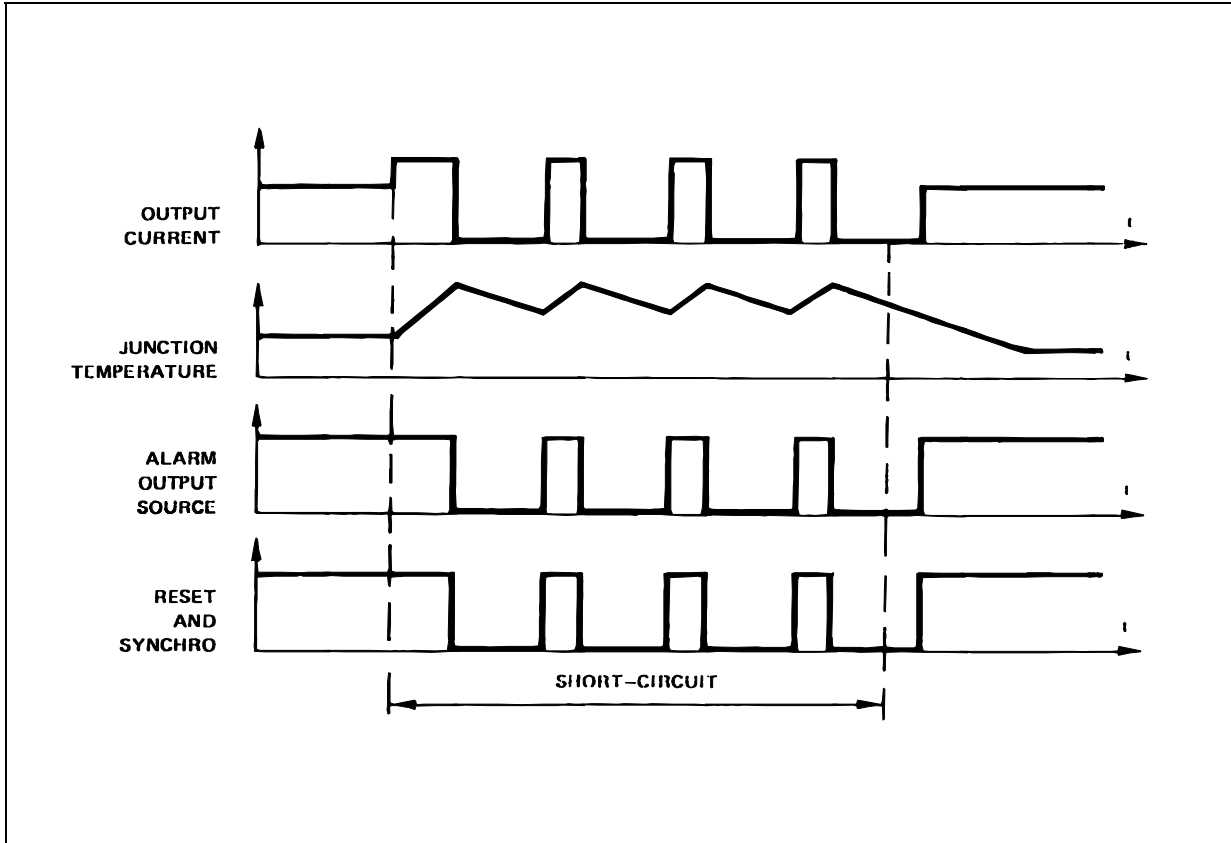 OUTPUT
CURRENT
t
JUNCTION
TEMPERATURE
t
ALARM
OUTPUT
SOURCE
t
RESET
AND
SYNCHRO
t
SHORT-CIRCUIT